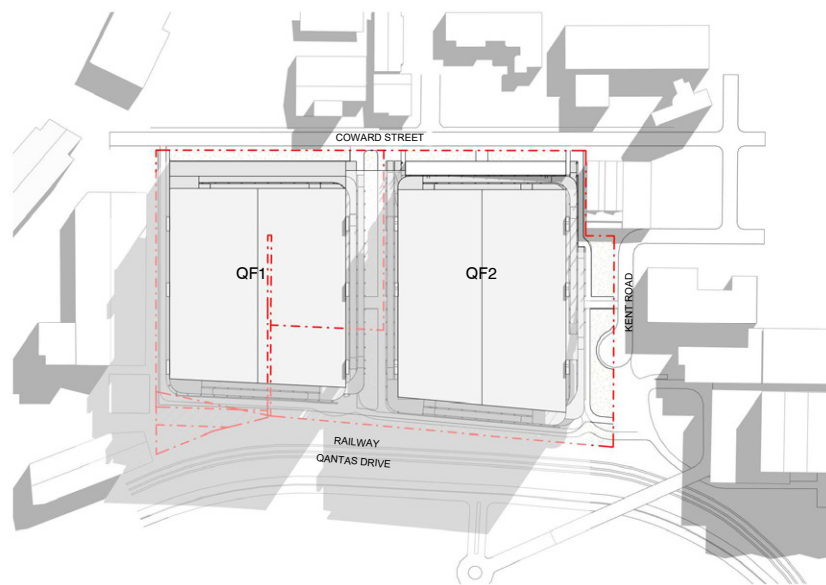 COWARD STREET
QF1
QF2
KENT ROAD
RAILWAY
QANTAS DRIVE